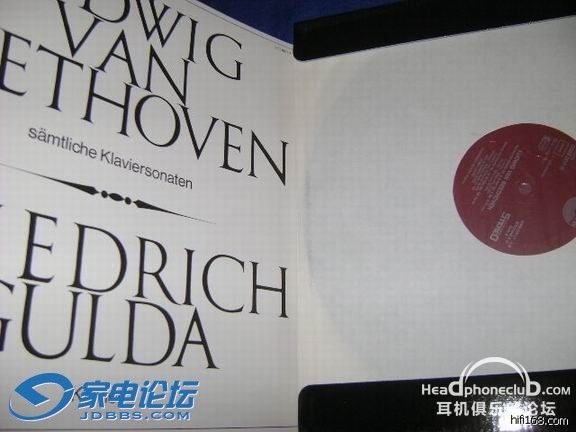 DWIG
VAN
ETHOVEN
sämtliche Klaviersonaten
EDRICH
GULDA
STEREO
家电论坛
JDBBS.COM
Headphoneclub.com
耳机俱乐部论坛
hifi168.com